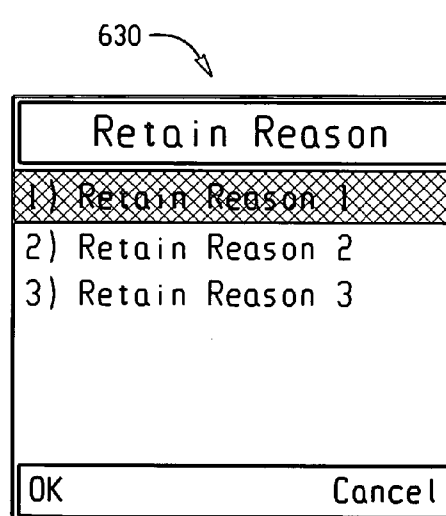 630
Retain Reason
1) Retain Reason 1
2) Retain Reason 2
3) Retain Reason 3
OK Cancel